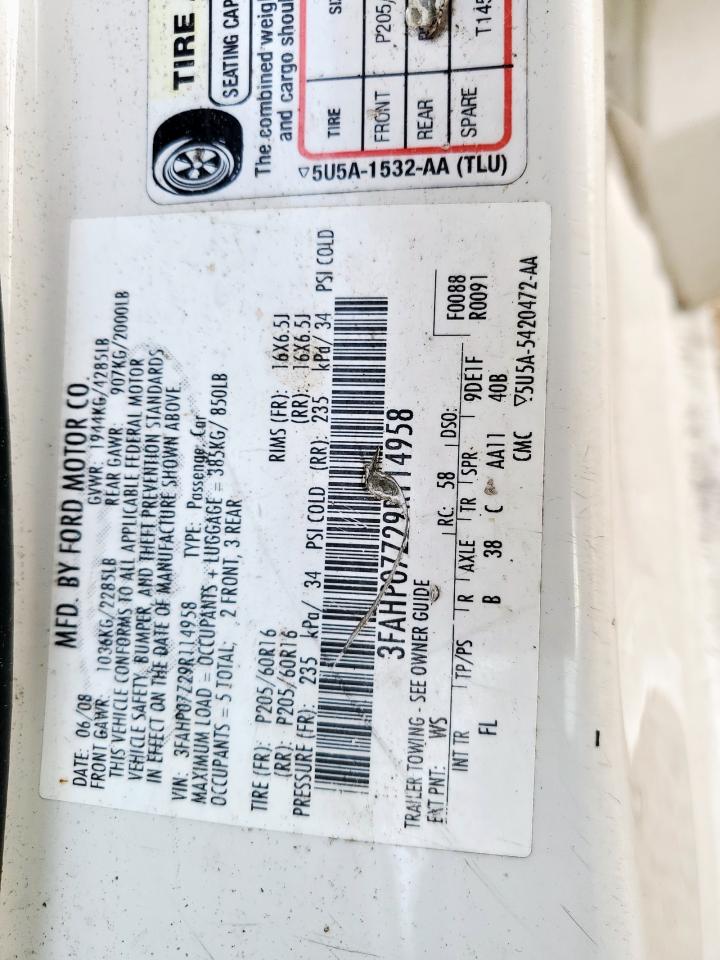 MFD. BY FORD MOTOR CO.
DATE: 06/08 GVWR: 1944KG/4285LB
FRONT GAWR: 1036KG/2285LB REAR GAWR: 907KG/2000LB
THIS VEHICLE CONFORMS TO ALL APPLICABLE FEDERAL MOTOR
VEHICLE SAFETY, BUMPER, AND THEFT PREVENTION STANDARDS
IN EFFECT ON THE DATE OF MANUFACTURE SHOWN ABOVE.
VIN: 3FAHP07Z29R114958 TYPE: Passenger Car
MAXIMUM LOAD = OCCUPANTS + LUGGAGE = 385KG/ 850LB
OCCUPANTS = 5 TOTAL; 2 FRONT, 3 REAR
TIRE (FR): P205/60R16 RIMS (FR): 16X6.5J
(RR): P205/60R16 (RR): 16X6.5J
PRESSURE (FR): 235 kPa/ 34 PSI COLD (RR): 235 kPa/ 34 PSI COLD
3FAHP07Z29R114958
TRAILER TOWING - SEE OWNER GUIDE
EXT PNT: WS RC: 58 DSO: F0088
R0091
INT TR TP/PS R AXLE TR SPR 9DE1F
FL B 38 C AA11 40B
CMC ▽5U5A-5420472-AA
TIRE
SEATING CAP
The combined weigh
and cargo shou
TIRE SI
FRONT P205/
REAR
SPARE T145
▽5U5A-1532-AA (TLU)